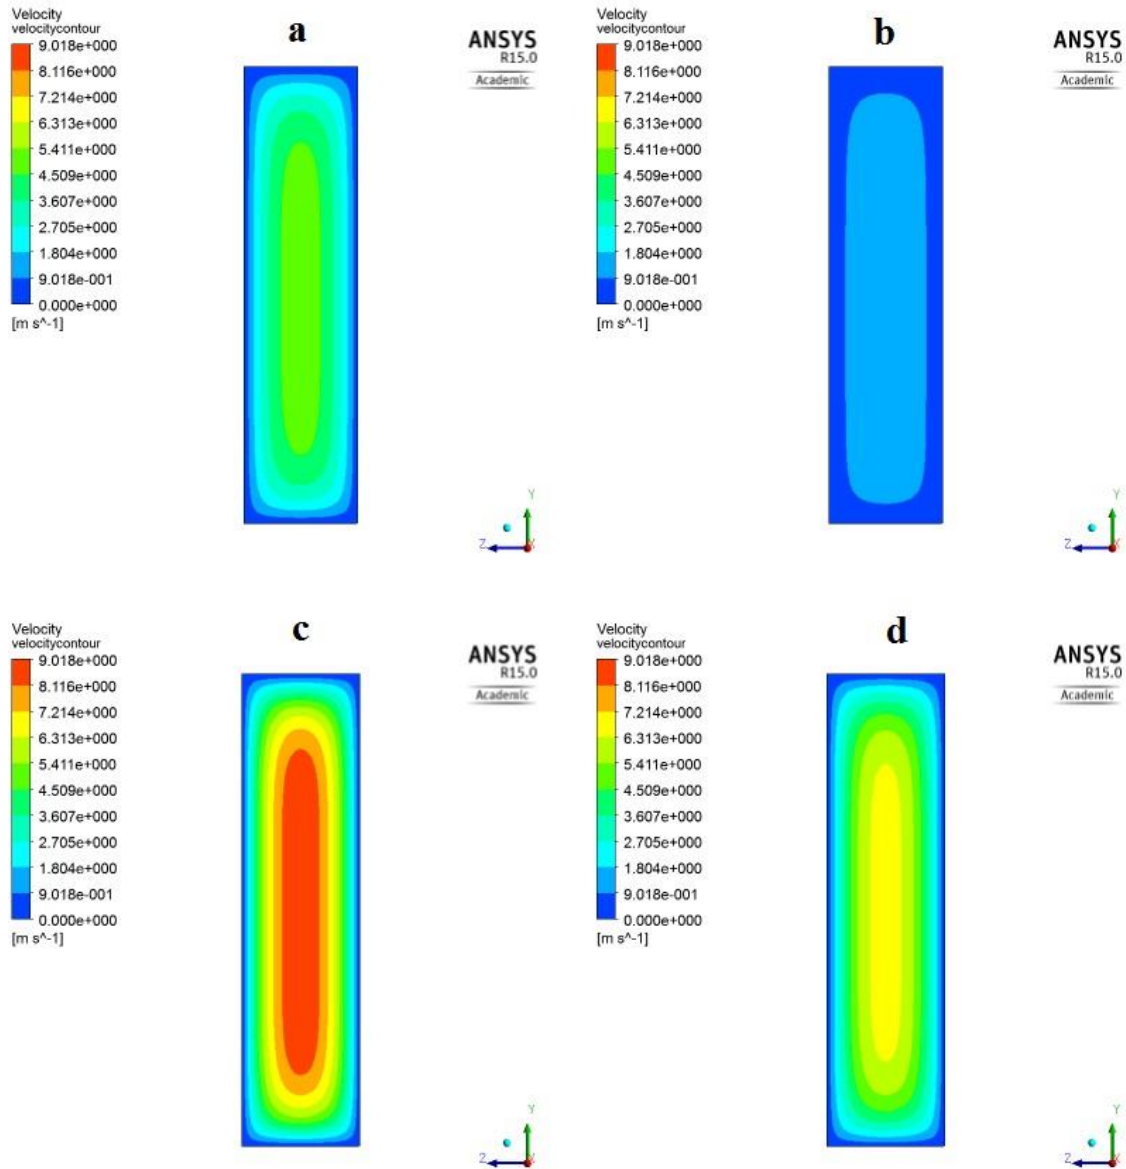 Velocity
velocitycontour
9.018e+000
8.116e+000
7.214e+000
6.313e+000
5.411e+000
4.509e+000
3.607e+000
2.705e+000
1.804e+000
9.018e-001
0.000e+000
[m s^-1]
a
ANSYS
R15.0
Academic
Y
Z
X
Velocity
velocitycontour
9.018e+000
8.116e+000
7.214e+000
6.313e+000
5.411e+000
4.509e+000
3.607e+000
2.705e+000
1.804e+000
9.018e-001
0.000e+000
[m s^-1]
b
ANSYS
R15.0
Academic
Y
Z
X
Velocity
velocitycontour
9.018e+000
8.116e+000
7.214e+000
6.313e+000
5.411e+000
4.509e+000
3.607e+000
2.705e+000
1.804e+000
9.018e-001
0.000e+000
[m s^-1]
c
ANSYS
R15.0
Academic
Y
Z
X
Velocity
velocitycontour
9.018e+000
8.116e+000
7.214e+000
6.313e+000
5.411e+000
4.509e+000
3.607e+000
2.705e+000
1.804e+000
9.018e-001
0.000e+000
[m s^-1]
d
ANSYS
R15.0
Academic
Y
Z
X